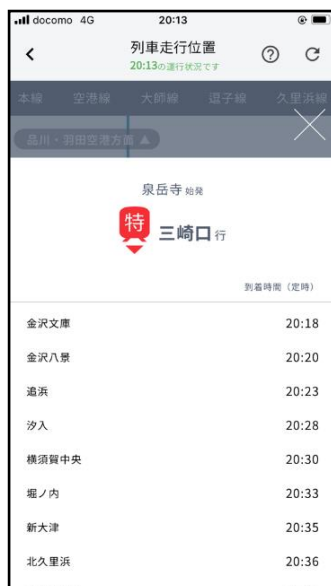 docomo 4G 20:13
列車走行位置
20:13の運行状況です
本線 空港線 大師線 逗子線 久里浜線
品川・羽田空港方面 ▲
泉岳寺 始発
特 三崎口 行
到着時間（定時）
金沢文庫 20:18
金沢八景 20:20
追浜 20:23
汐入 20:28
横須賀中央 20:30
堀ノ内 20:33
新大津 20:35
北久里浜 20:36